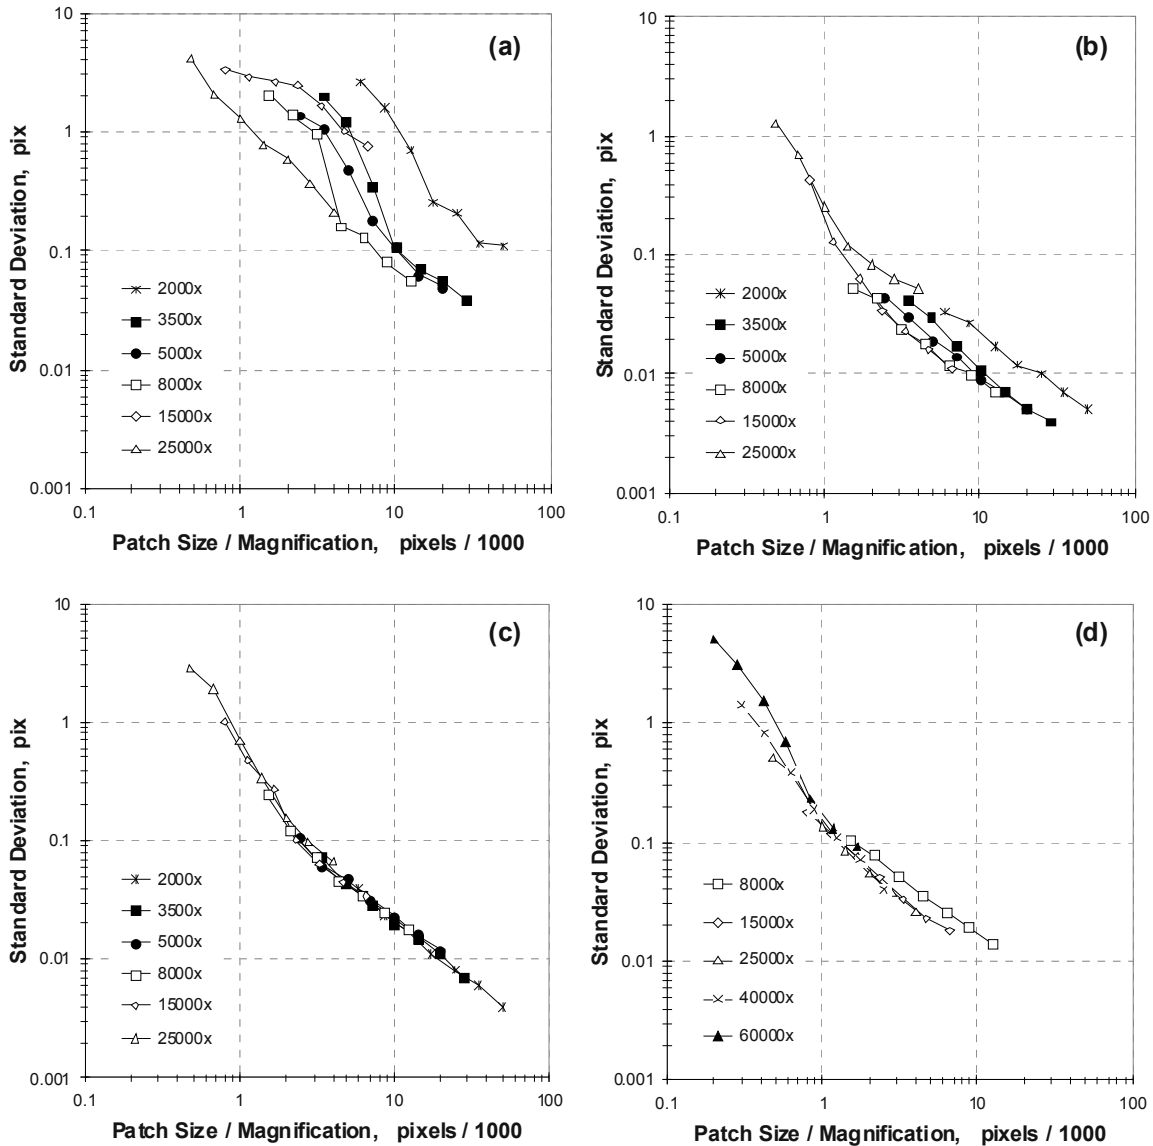 (a)
10
1
0.1
0.01
0.001
Standard Deviation, pix
2000x
3500x
5000x
8000x
15000x
25000x
0.1
1
10
100
Patch Size / Magnification, pixels / 1000
(b)
10
1
0.1
0.01
0.001
Standard Deviation, pix
2000x
3500x
5000x
8000x
15000x
25000x
0.1
1
10
100
Patch Size / Magnification, pixels / 1000
(c)
10
1
0.1
0.01
0.001
Standard Deviation, pix
2000x
3500x
5000x
8000x
15000x
25000x
0.1
1
10
100
Patch Size / Magnification, pixels / 1000
(d)
10
1
0.1
0.01
0.001
Standard Deviation, pix
8000x
15000x
25000x
40000x
60000x
0.1
1
10
100
Patch Size / Magnification, pixels / 1000